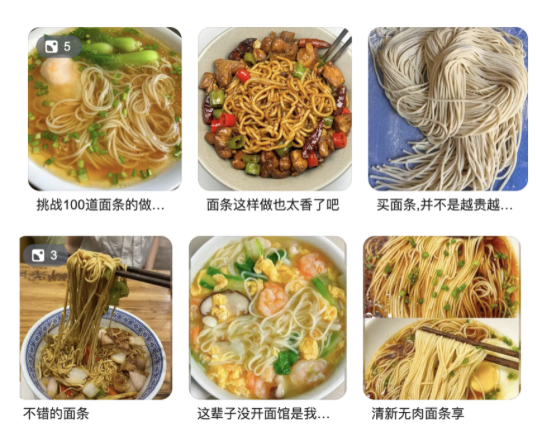 5
挑战100道面条的做…
面条这样做也太香了吧
买面条,并不是越贵越…
3
不错的面条
这辈子没开面馆是我…
清新无肉面条享